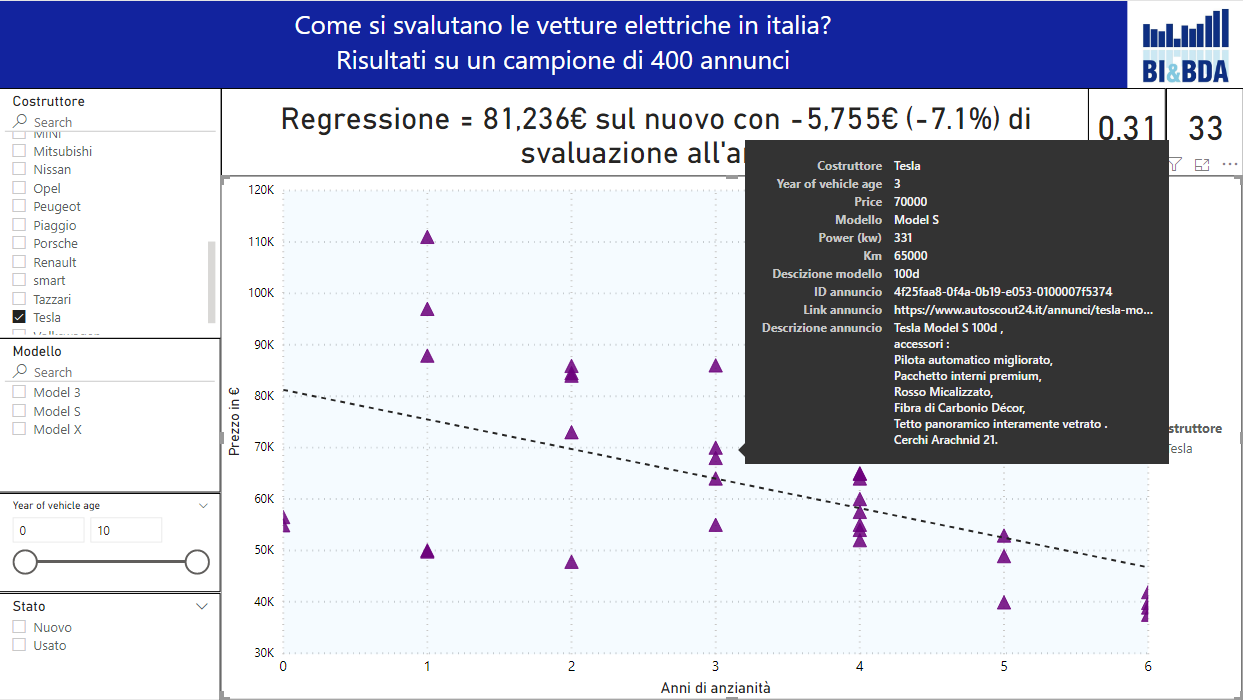 Come si svalutano le vetture elettriche in italia?
Risultati su un campione di 400 annunci
BI&BDA
Costruttore
Search
MINI
Mitsubishi
Nissan
Opel
Peugeot
Piaggio
Porsche
Renault
smart
Tazzari
Tesla
Volkswagen
Modello
Search
Model 3
Model S
Model X
Year of vehicle age
0 10
Stato
Nuovo
Usato
Regressione = 81,236€ sul nuovo con -5,755€ (-7.1%) di
svaluazione all'
0.31
33
Prezzo in €
120K
110K
100K
90K
80K
70K
60K
50K
40K
30K
0 1 2 3 4 5 6
Anni di anzianità
Costruttore Tesla
Year of vehicle age 3
Price 70000
Modello Model S
Power (kw) 331
Km 65000
Descizione modello 100d
ID annuncio 4f25faa8-0f4a-0b19-e053-0100007f5374
Link annuncio https://www.autoscout24.it/annunci/tesla-mo...
Descrizione annuncio Tesla Model S 100d ,
accessori :
Pilota automatico migliorato,
Pacchetto interni premium,
Rosso Micalizzato,
Fibra di Carbonio Décor,
Tetto panoramico interamente vetrato .
Cerchi Arachnid 21.
struttore
Tesla